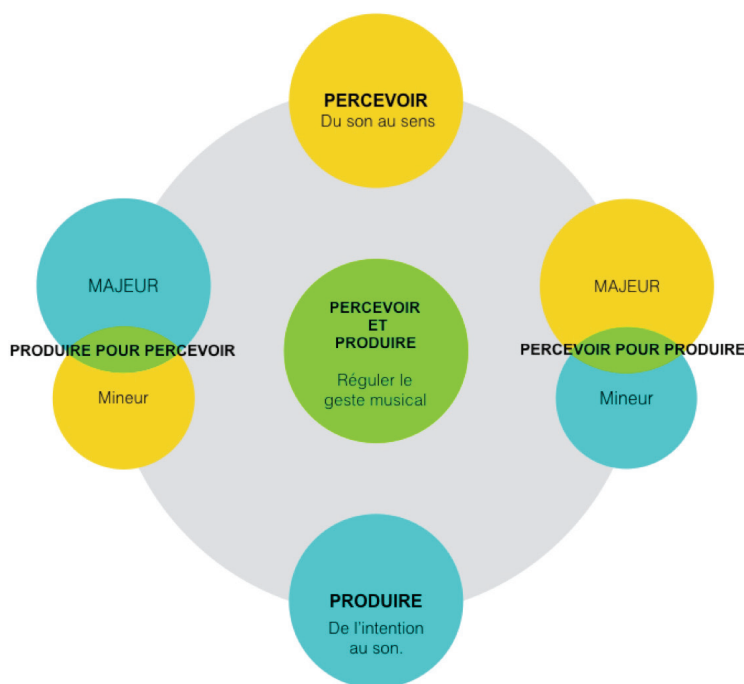 PERCEVOIR
Du son au sens
MAJEUR
PRODUIRE POUR PERCEVOIR
Mineur
PERCEVOIR
ET
PRODUIRE
Réguler le
geste musical
MAJEUR
PERCEVOIR POUR PRODUIRE
Mineur
PRODUIRE
De l'intention
au son.